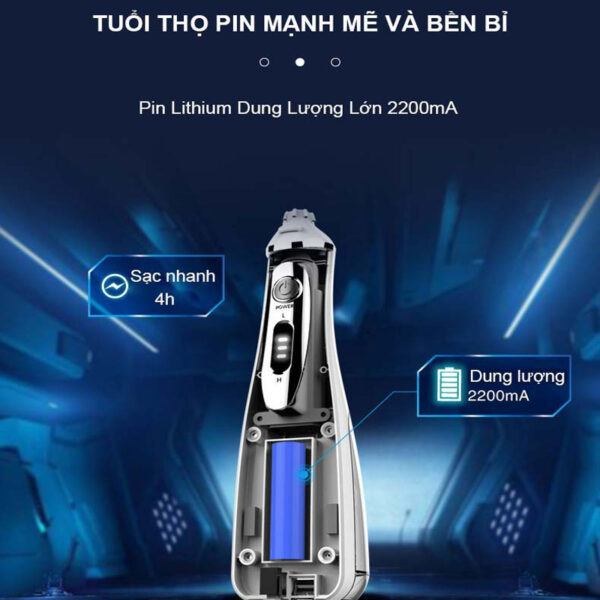 TUỔI THỌ PIN MẠNH MẼ VÀ BỀN BỈ
Pin Lithium Dung Lượng Lớn 2200mA
Sạc nhanh
4h
POWER
L
H
Dung lượng
2200mA